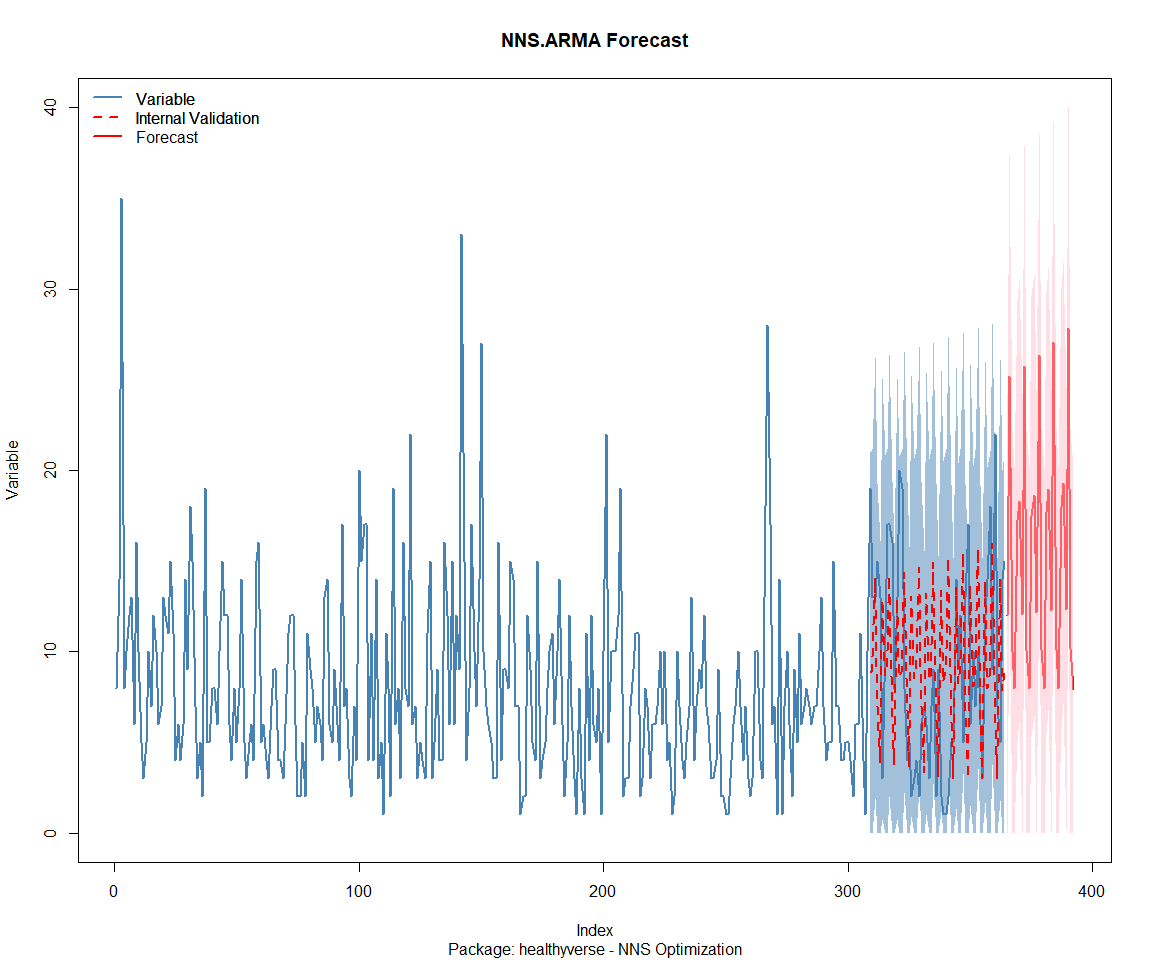 NNS.ARMA Forecast
Variable
Internal Validation
Forecast
Variable
40
30
20
10
0
0 100 200 300 400
Index
Package: healthyverse - NNS Optimization